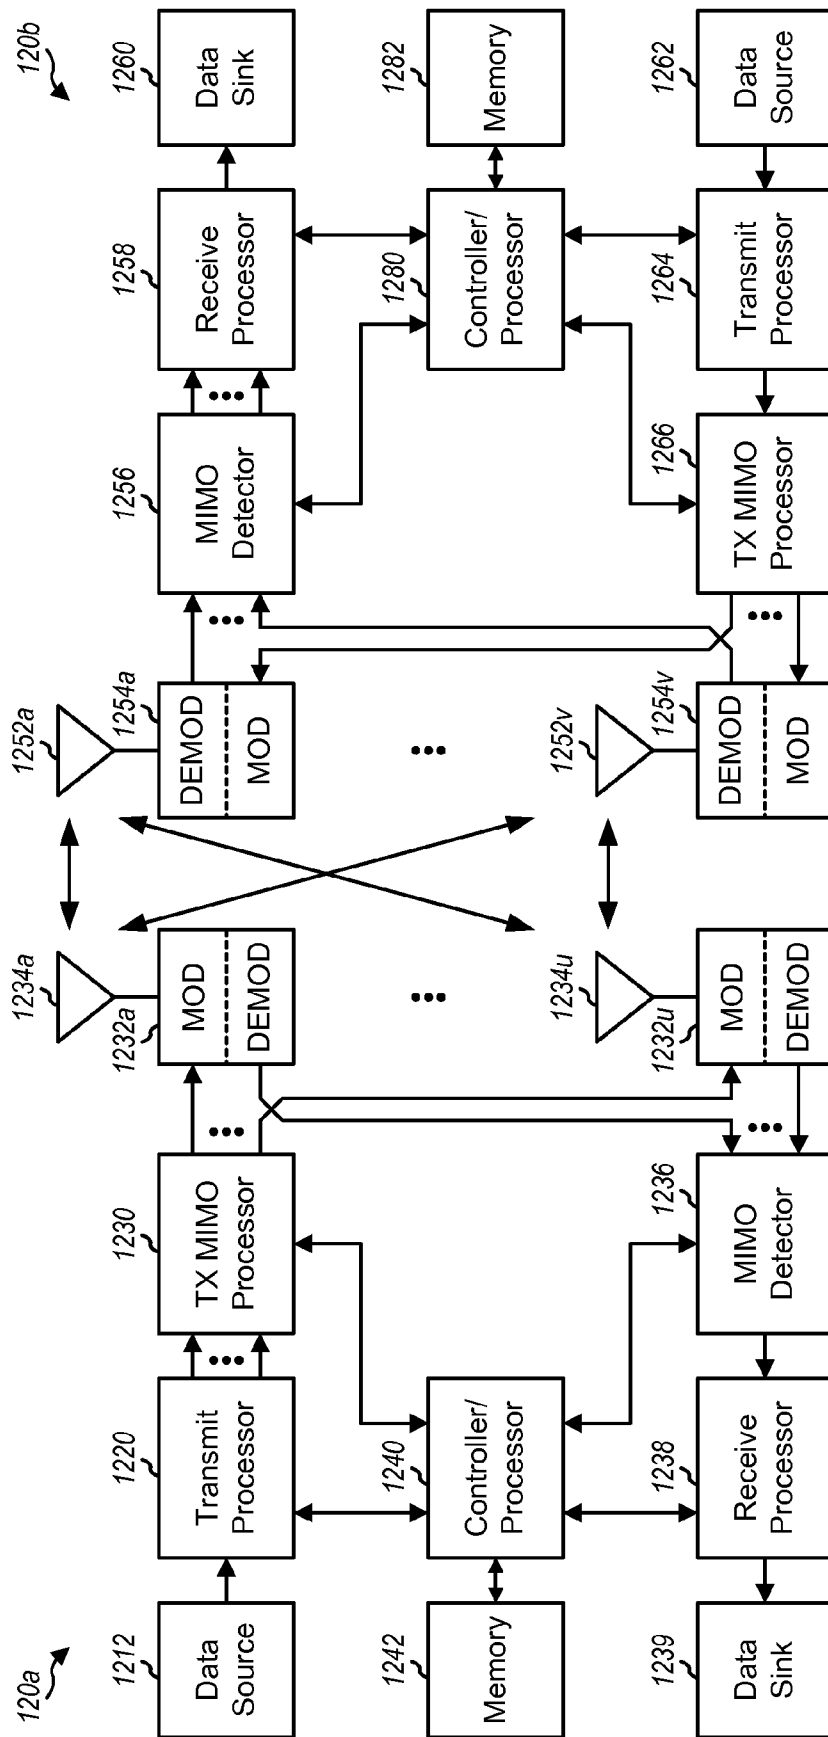 120a
1212
Data
Source
1220
Transmit
Processor
1230
TX MIMO
Processor
1232a
MOD
DEMOD
1234a
1252a
1254a
DEMOD
MOD
1256
MIMO
Detector
1258
Receive
Processor
1260
Data
Sink
120b
1242
Memory
1240
Controller/
Processor
1280
Controller/
Processor
1282
Memory
1239
Data
Sink
1238
Receive
Processor
1236
MIMO
Detector
1232u
MOD
DEMOD
1234u
1252v
1254v
DEMOD
MOD
1266
TX MIMO
Processor
1264
Transmit
Processor
1262
Data
Source